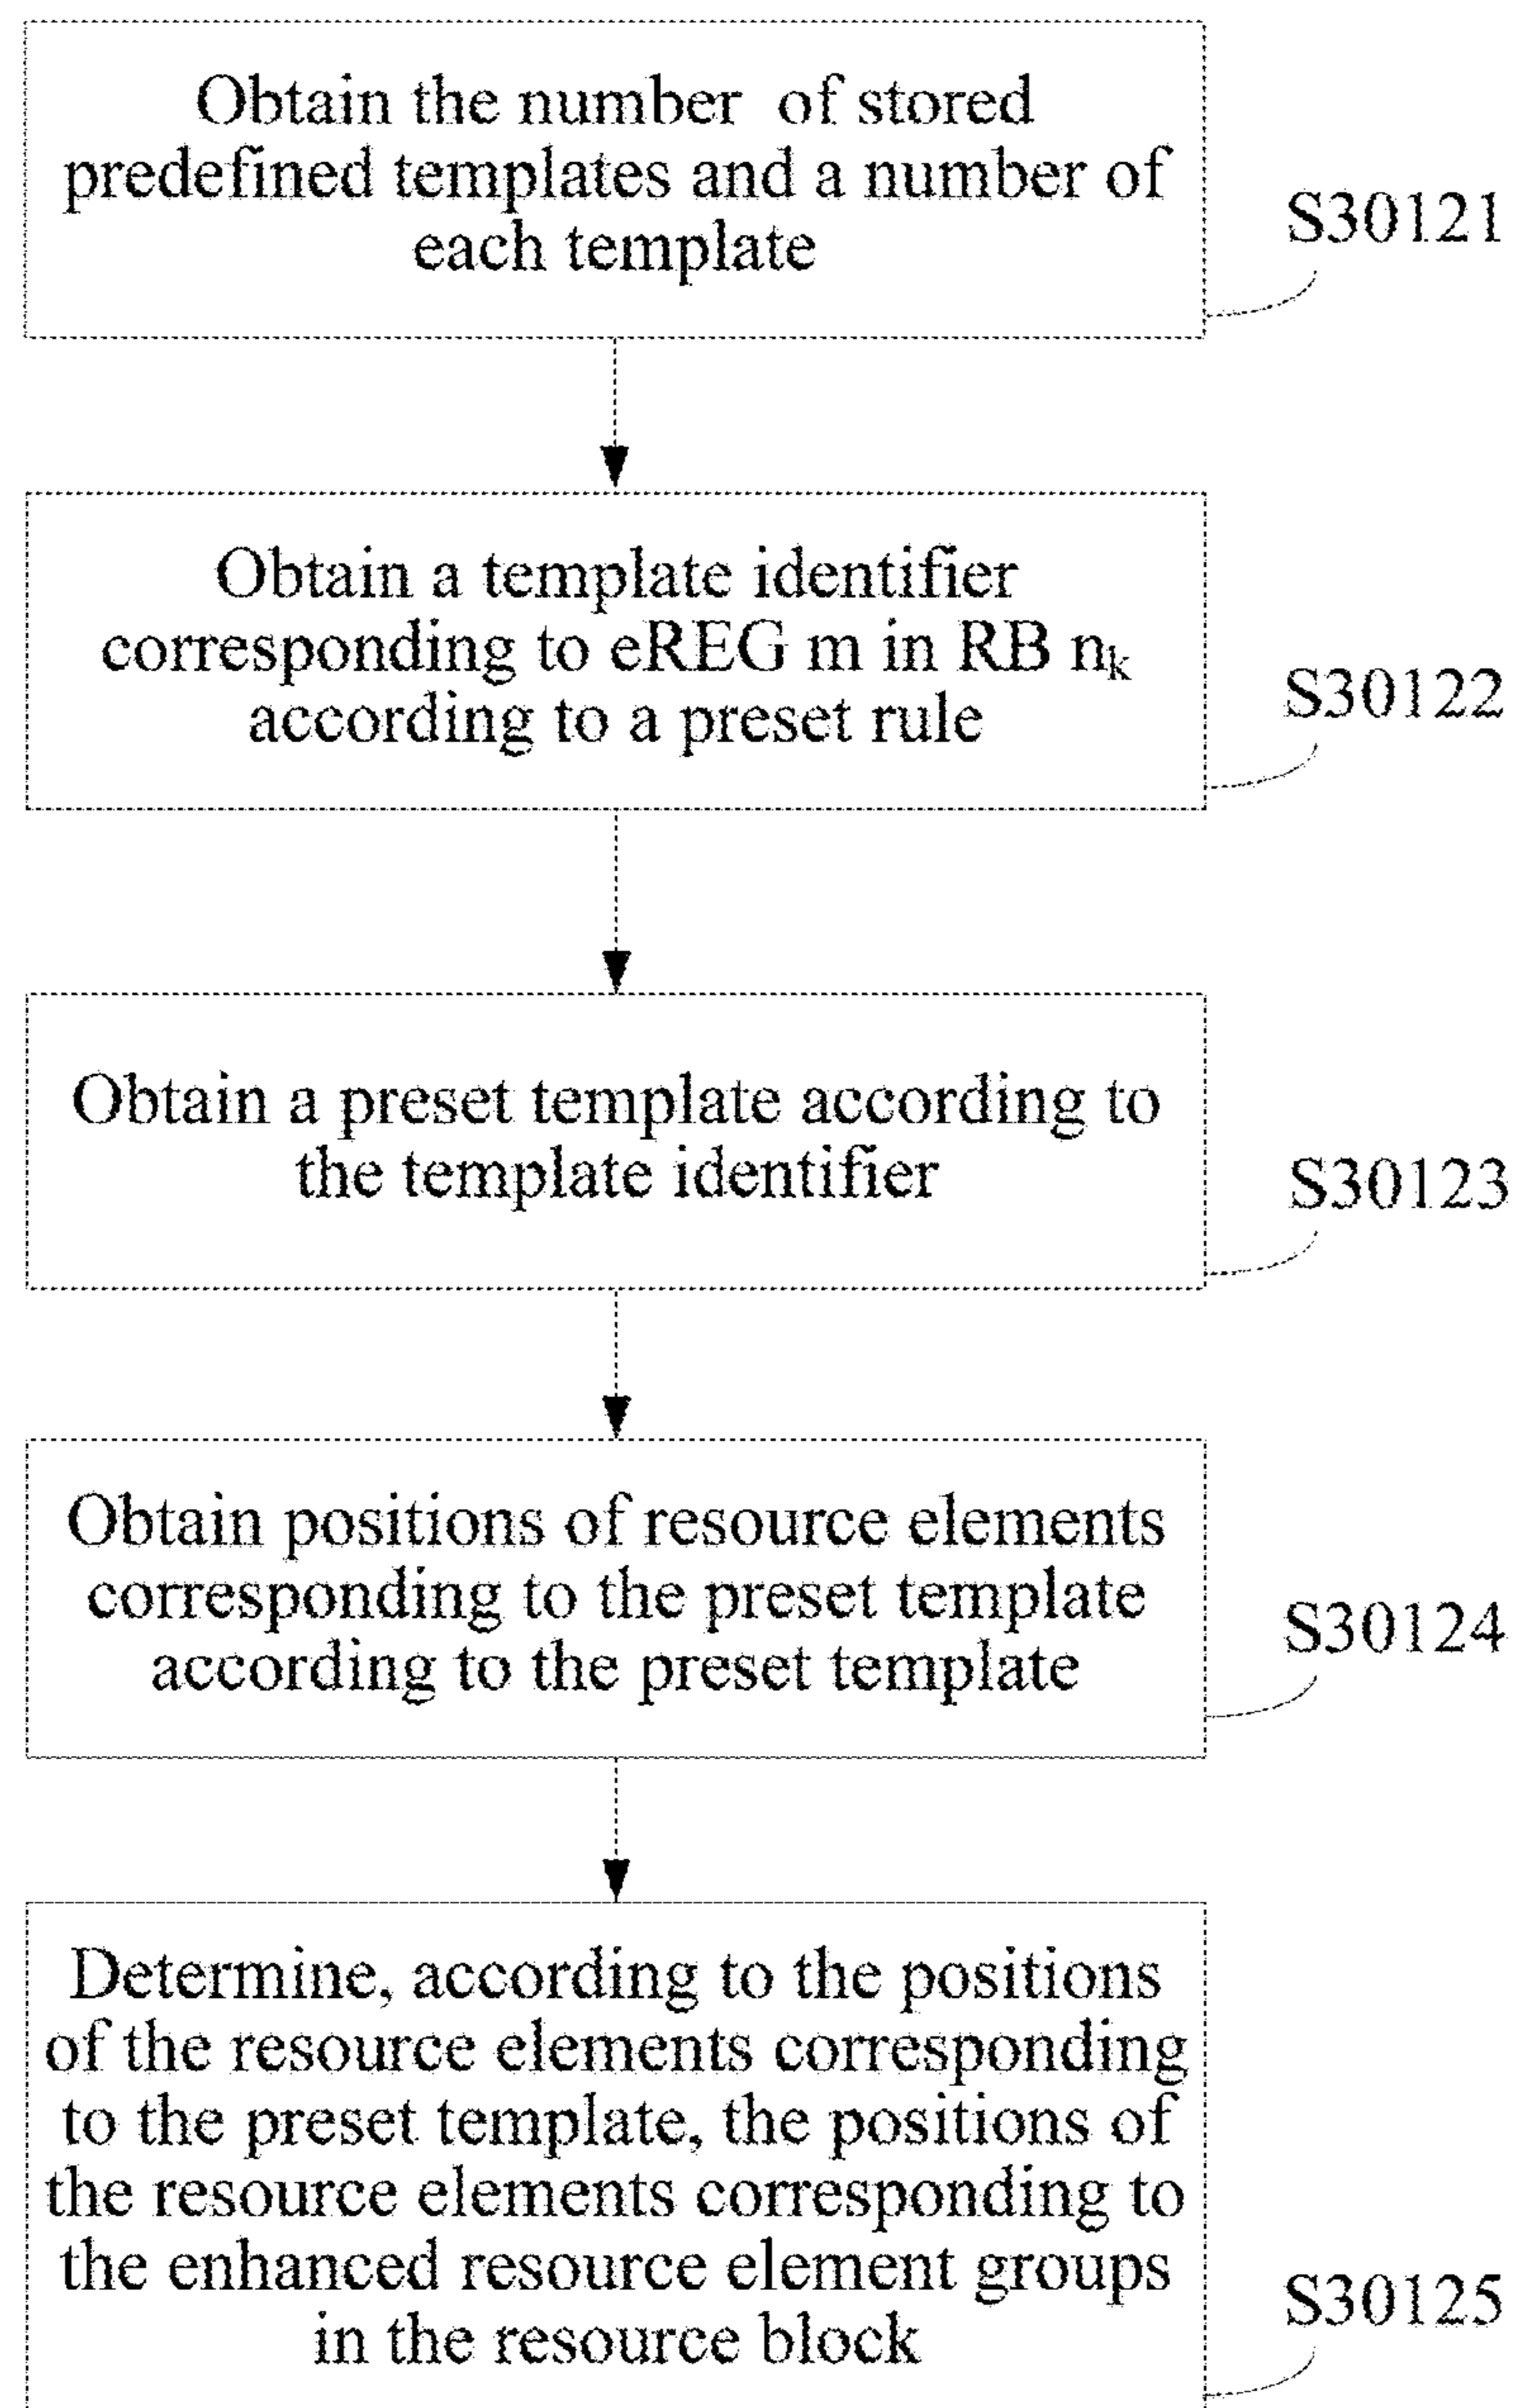 Obtain the number of stored
predefined templates and a number of
each template
S30121
Obtain a template identifier
corresponding to eREG m in RB nk
according to a preset rule
S30122
Obtain a preset template according to
the template identifier
S30123
Obtain positions of resource elements
corresponding to the preset template
according to the preset template
S30124
Determine, according to the positions
of the resource elements corresponding
to the preset template, the positions of
the resource elements corresponding to
the enhanced resource element groups
in the resource block
S30125